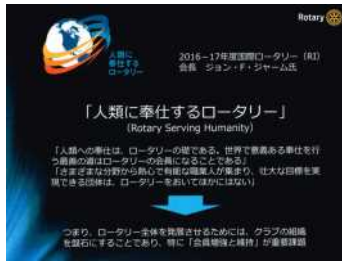 Rotary
人類に
奉仕する
ロータリー
2016－17年度国際ロータリー（RI）
会長　ジョン・F・ジャーム氏
「人類に奉仕するロータリー」
（Rotary Serving Humanity）
「人類への奉仕は、ロータリーの礎である。世界で意義ある奉仕を行
う最善の道はロータリーの会員になることである」
「さまざまな分野から熱心で有能な職業人が集まり、壮大な目標を実
現できる団体は、ロータリーをおいてほかにはない」
つまり、ロータリー全体を発展させるためには、クラブの組織
を盤石にすることであり、特に「会員増強と維持」が重要課題